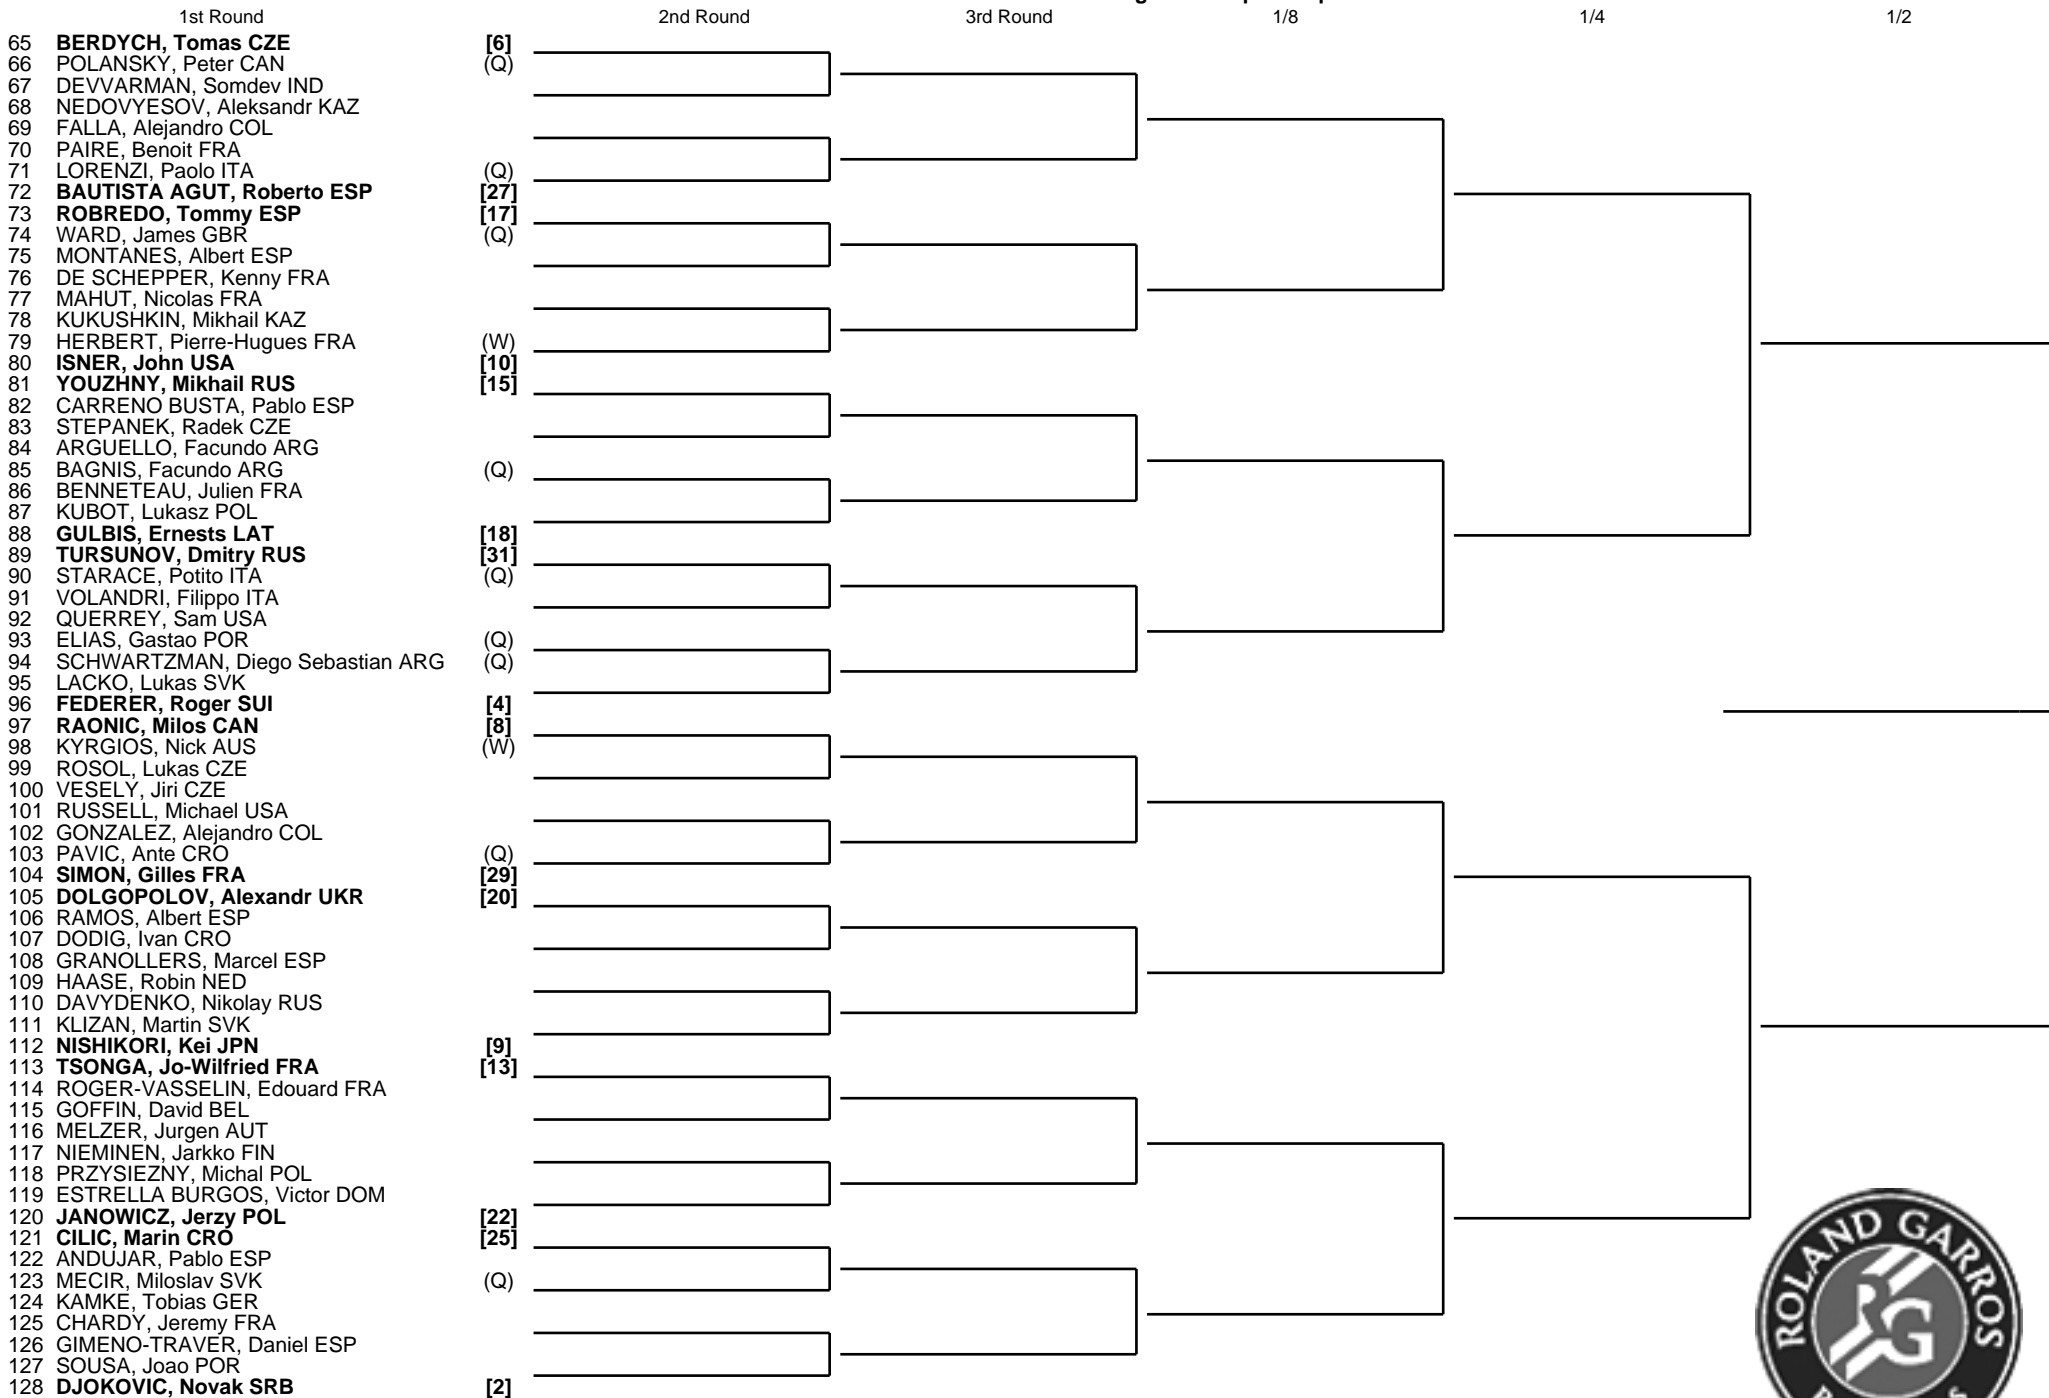 1st Round 2nd Round 3rd Round 1/8 1/4 1/2
65 BERDYCH, Tomas CZE [6]
66 POLANSKY, Peter CAN (Q)
67 DEVVARMAN, Somdev IND
68 NEDOVYESOV, Aleksandr KAZ
69 FALLA, Alejandro COL
70 PAIRE, Benoit FRA
71 LORENZI, Paolo ITA (Q)
72 BAUTISTA AGUT, Roberto ESP [27]
73 ROBREDO, Tommy ESP [17]
74 WARD, James GBR (Q)
75 MONTANES, Albert ESP
76 DE SCHEPPER, Kenny FRA
77 MAHUT, Nicolas FRA
78 KUKUSHKIN, Mikhail KAZ
79 HERBERT, Pierre-Hugues FRA (W)
80 ISNER, John USA [10]
81 YOUZHNY, Mikhail RUS [15]
82 CARRENO BUSTA, Pablo ESP
83 STEPANEK, Radek CZE
84 ARGUELLO, Facundo ARG
85 BAGNIS, Facundo ARG (Q)
86 BENNETEAU, Julien FRA
87 KUBOT, Lukasz POL
88 GULBIS, Ernests LAT [18]
89 TURSUNOV, Dmitry RUS [31]
90 STARACE, Potito ITA (Q)
91 VOLANDRI, Filippo ITA
92 QUERREY, Sam USA
93 ELIAS, Gastao POR (Q)
94 SCHWARTZMAN, Diego Sebastian ARG (Q)
95 LACKO, Lukas SVK
96 FEDERER, Roger SUI [4]
97 RAONIC, Milos CAN [8]
98 KYRGIOS, Nick AUS (W)
99 ROSOL, Lukas CZE
100 VESELY, Jiri CZE
101 RUSSELL, Michael USA
102 GONZALEZ, Alejandro COL
103 PAVIC, Ante CRO (Q)
104 SIMON, Gilles FRA [29]
105 DOLGOPOLOV, Alexandr UKR [20]
106 RAMOS, Albert ESP
107 DODIG, Ivan CRO
108 GRANOLLERS, Marcel ESP
109 HAASE, Robin NED
110 DAVYDENKO, Nikolay RUS
111 KLIZAN, Martin SVK
112 NISHIKORI, Kei JPN [9]
113 TSONGA, Jo-Wilfried FRA [13]
114 ROGER-VASSELIN, Edouard FRA
115 GOFFIN, David BEL
116 MELZER, Jurgen AUT
117 NIEMINEN, Jarkko FIN
118 PRZYSIEZNY, Michal POL
119 ESTRELLA BURGOS, Victor DOM
120 JANOWICZ, Jerzy POL [22]
121 CILIC, Marin CRO [25]
122 ANDUJAR, Pablo ESP
123 MECIR, Miloslav SVK (Q)
124 KAMKE, Tobias GER
125 CHARDY, Jeremy FRA
126 GIMENO-TRAVER, Daniel ESP
127 SOUSA, Joao POR
128 DJOKOVIC, Novak SRB [2]
ROLAND GARROS
RG